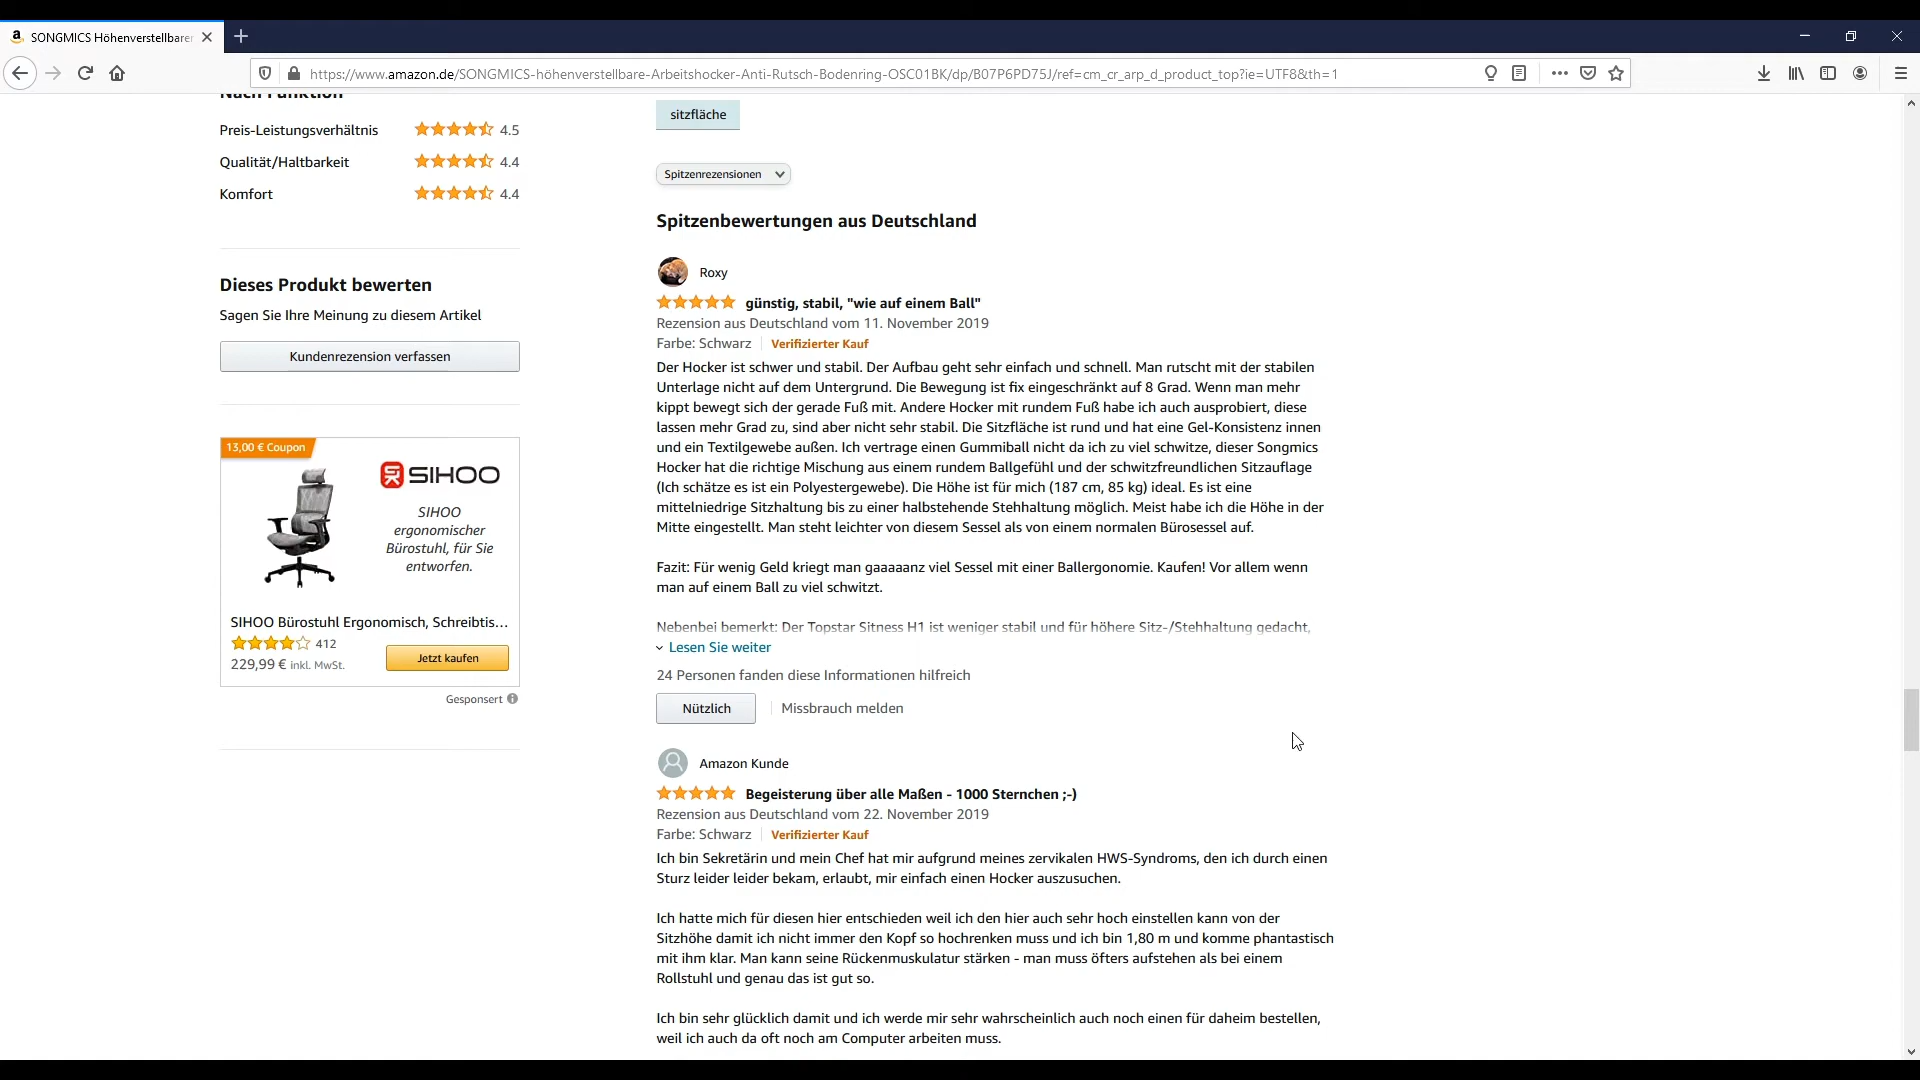 SONGMICS Höhenverstellbarer
https://www.amazon.de/SONGMICS-höhenverstellbare-Arbeitshocker-Anti-Rutsch-Bodenring-OSC01BK/dp/B07P6PD75J/ref=cm_cr_arp_d_product_top?ie=UTF8&th=1
Nach Funktion
Preis-Leistungsverhältnis 4.5
Qualität/Haltbarkeit 4.4
Komfort 4.4
Dieses Produkt bewerten
Sagen Sie Ihre Meinung zu diesem Artikel
Kundenrezension verfassen
13,00 € Coupon
SIHOO
SIHOO
ergonomischer
Bürostuhl, für Sie
entworfen.
SIHOO Bürostuhl Ergonomisch, Schreibtis...
412
229,99 € inkl. MwSt.
Jetzt kaufen
Gesponsert
sitzfläche
Spitzenrezensionen
Spitzenbewertungen aus Deutschland
Roxy
günstig, stabil, "wie auf einem Ball"
Rezension aus Deutschland vom 11. November 2019
Farbe: Schwarz Verifizierter Kauf
Der Hocker ist schwer und stabil. Der Aufbau geht sehr einfach und schnell. Man rutscht mit der stabilen
Unterlage nicht auf dem Untergrund. Die Bewegung ist fix eingeschränkt auf 8 Grad. Wenn man mehr
kippt bewegt sich der gerade Fuß mit. Andere Hocker mit rundem Fuß habe ich auch ausprobiert, diese
lassen mehr Grad zu, sind aber nicht sehr stabil. Die Sitzfläche ist rund und hat eine Gel-Konsistenz innen
und ein Textilgewebe außen. Ich vertrage einen Gummiball nicht da ich zu viel schwitze, dieser Songmics
Hocker hat die richtige Mischung aus einem rundem Ballgefühl und der schwitzfreundlichen Sitzauflage
(Ich schätze es ist ein Polyestergewebe). Die Höhe ist für mich (187 cm, 85 kg) ideal. Es ist eine
mittelniedrige Sitzhaltung bis zu einer halbstehende Stehhaltung möglich. Meist habe ich die Höhe in der
Mitte eingestellt. Man steht leichter von diesem Sessel als von einem normalen Bürosessel auf.
Fazit: Für wenig Geld kriegt man gaaaaanz viel Sessel mit einer Ballergonomie. Kaufen! Vor allem wenn
man auf einem Ball zu viel schwitzt.
Nebenbei bemerkt: Der Topstar Sitness H1 ist weniger stabil und für höhere Sitz-/Stehhaltung gedacht,
Lesen Sie weiter
24 Personen fanden diese Informationen hilfreich
Nützlich
Missbrauch melden
Amazon Kunde
Begeisterung über alle Maßen - 1000 Sternchen ;-)
Rezension aus Deutschland vom 22. November 2019
Farbe: Schwarz Verifizierter Kauf
Ich bin Sekretärin und mein Chef hat mir aufgrund meines zervikalen HWS-Syndroms, den ich durch einen
Sturz leider leider bekam, erlaubt, mir einfach einen Hocker auszusuchen.
Ich hatte mich für diesen hier entschieden weil ich den hier auch sehr hoch einstellen kann von der
Sitzhöhe damit ich nicht immer den Kopf so hochrenken muss und ich bin 1,80 m und komme phantastisch
mit ihm klar. Man kann seine Rückenmuskulatur stärken - man muss öfters aufstehen als bei einem
Rollstuhl und genau das ist gut so.
Ich bin sehr glücklich damit und ich werde mir sehr wahrscheinlich auch noch einen für daheim bestellen,
weil ich auch da oft noch am Computer arbeiten muss.